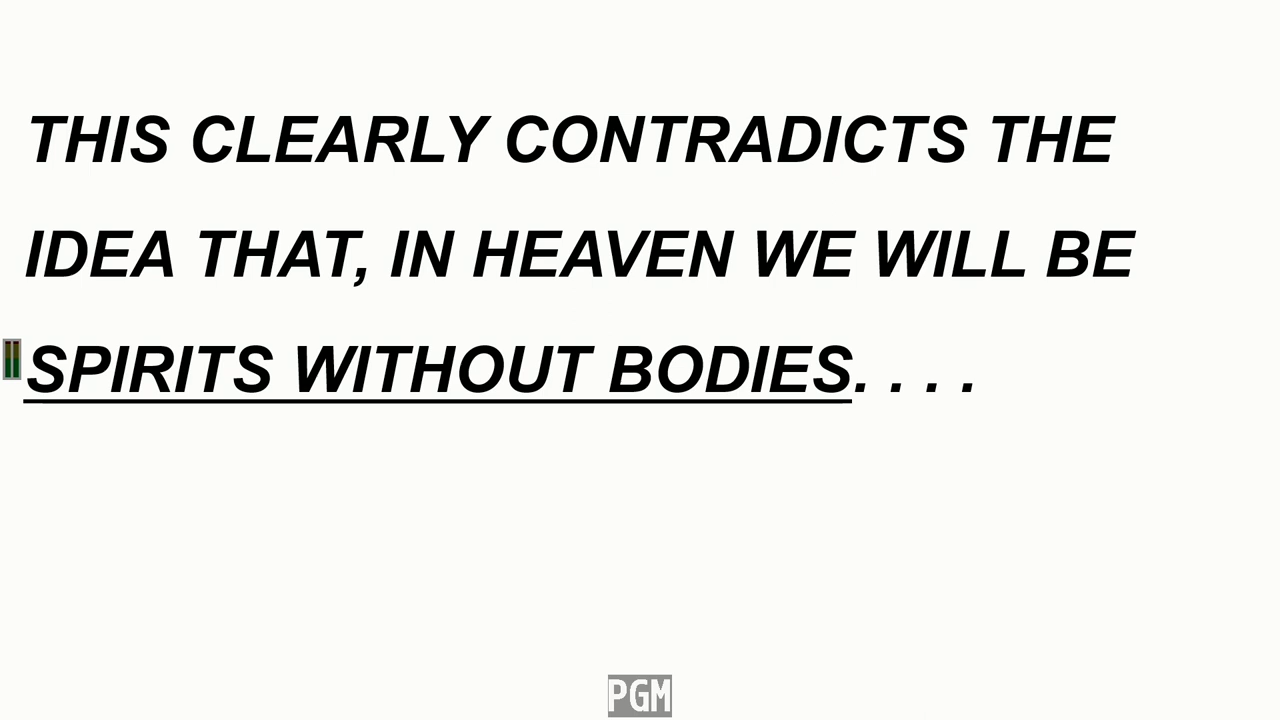 THIS CLEARLY CONTRADICTS THE
IDEA THAT, IN HEAVEN WE WILL BE
SPIRITS WITHOUT BODIES. . . .
PGM